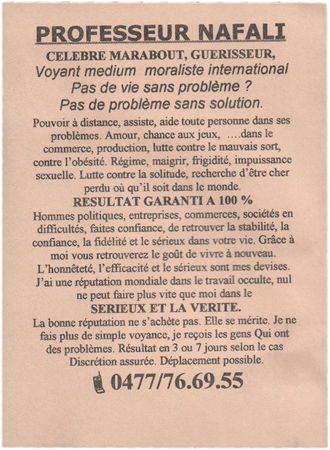 PROFESSEUR NAFALI
CELEBRE MARABOUT, GUERISSEUR,
Voyant medium moraliste international
Pas de vie sans problème ?
Pas de problème sans solution.
Pouvoir à distance, assiste, aide toute personne dans ses
problèmes. Amour, chance aux jeux, ….dans le
commerce, production, lutte contre le mauvais sort,
contre l'obésité. Régime, maigrir, frigidité, impuissance
sexuelle. Lutte contre la solitude, recherche d'être cher
perdu où qu'il soit dans le monde.
RESULTAT GARANTI A 100 %
Hommes politiques, entreprises, commerces, sociétés en
difficultés, faites confiance, de retrouver la stabilité, la
confiance, la fidélité et le sérieux dans votre vie. Grâce à
moi vous retrouverez le goût de vivre à nouveau.
L'honnêteté, l'efficacité et le sérieux sont mes devises.
J'ai une réputation mondiale dans le travail occulte, nul
ne peut faire plus vite que moi dans le
SERIEUX ET LA VERITE.
La bonne réputation ne s'achète pas. Elle se mérite. Je ne
fais plus de simple voyance, je reçois les gens Qui ont
des problèmes. Résultat en 3 ou 7 jours selon le cas
Discrétion assurée. Déplacement possible.
0477/76.69.55